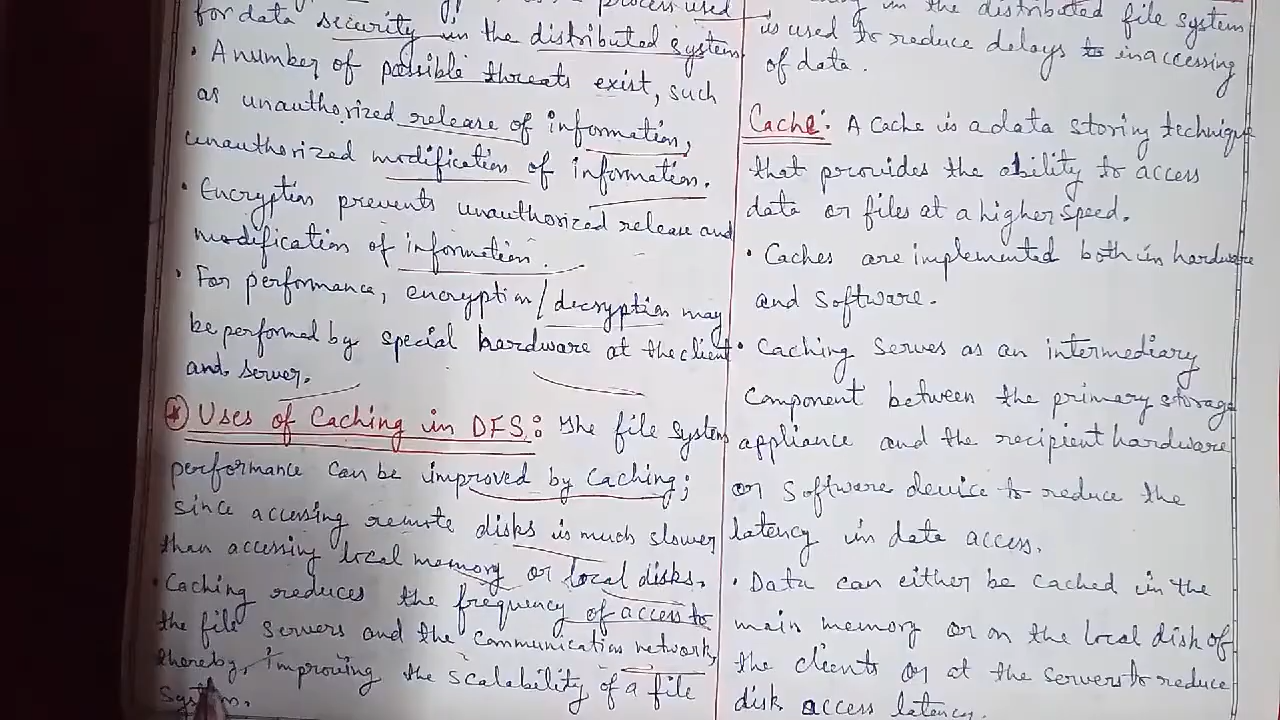 process used
for data security in the distributed system
• A number of possible threats exist, such
as unauthorized release of information,
unauthorized modification of information.
• Encryption prevents unauthorized release and
modification of information.
• For performance, encryption/decryption may
be performed by special hardware at the client
and server.
* Uses of Caching in DFS: The file system
performance can be improved by caching;
since accessing remote disks is much slower
than accessing local memory or local disks.
• Caching reduces the frequency of access to
the file servers and the communication network,
thereby, improving the scalability of a file
system.
in the distributed file system
is used to reduce delays in accessing
of data.
Cache: A cache is a data storing technique
that provides the ability to access
data or files at a higher speed.
• Caches are implemented both in hardware
and software.
• Caching serves as an intermediary
component between the primary storage
appliance and the recipient hardware
or software device to reduce the
latency in data access.
• Data can either be cached in the
main memory or on the local disk of
the clients or at the servers to reduce
disk access latency.